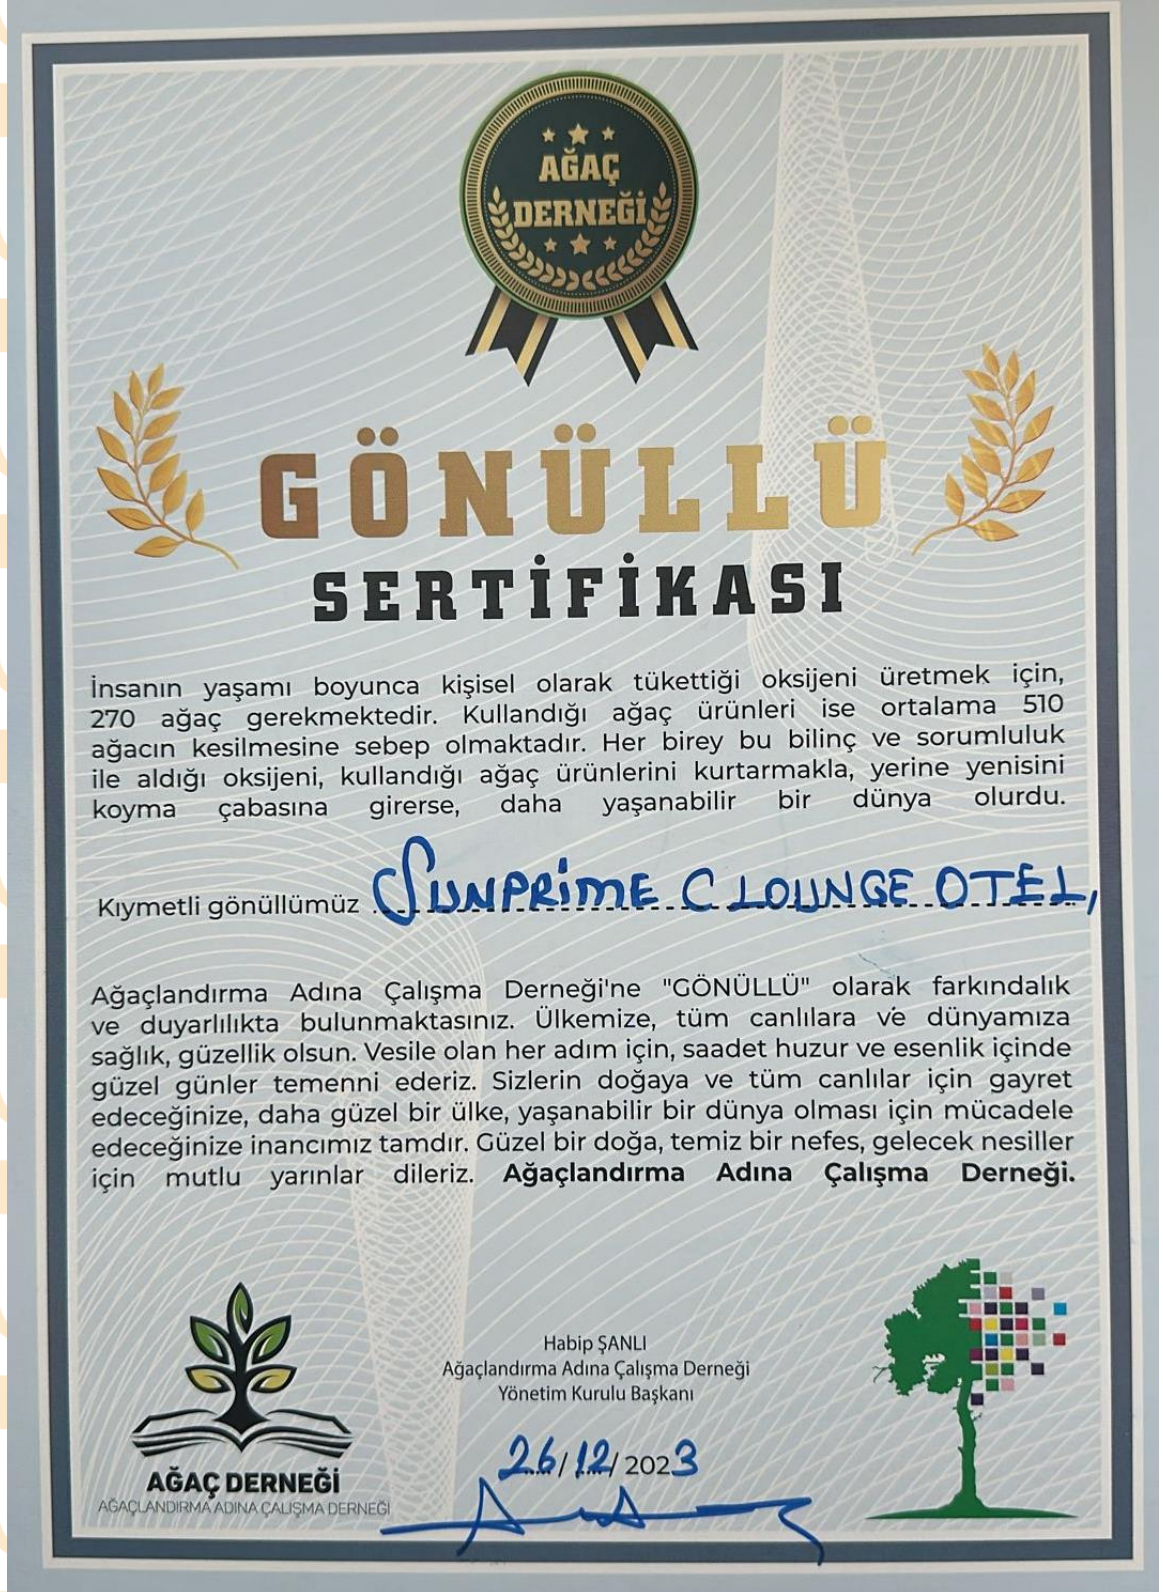 AĞAÇ
DERNEĞİ
GÖNÜLLÜ
SERTİFİKASI
İnsanın yaşamı boyunca kişisel olarak tükettiği oksijeni üretmek için,
270 ağaç gerekmektedir. Kullandığı ağaç ürünleri ise ortalama 510
ağacın kesilmesine sebep olmaktadır. Her birey bu bilinç ve sorumluluk
ile aldığı oksijeni, kullandığı ağaç ürünlerini kurtarmakla, yerine yenisini
koyma çabasına girerse, daha yaşanabilir bir dünya olurdu.
Kıymetli gönüllümüz SUNPRİME C LOUNGE OTEL,
Ağaçlandırma Adına Çalışma Derneği'ne "GÖNÜLLÜ" olarak farkındalık
ve duyarlılıkta bulunmaktasınız. Ülkemize, tüm canlılara ve dünyamıza
sağlık, güzellik olsun. Vesile olan her adım için, saadet huzur ve esenlik içinde
güzel günler temenni ederiz. Sizlerin doğaya ve tüm canlılar için gayret
edeceğinize, daha güzel bir ülke, yaşanabilir bir dünya olması için mücadele
edeceğinize inancımız tamdır. Güzel bir doğa, temiz bir nefes, gelecek nesiller
için mutlu yarınlar dileriz. Ağaçlandırma Adına Çalışma Derneği.
Habip ŞANLI
Ağaçlandırma Adına Çalışma Derneği
Yönetim Kurulu Başkanı
26/12/2023
AĞAÇ DERNEĞİ
AĞAÇLANDIRMA ADINA ÇALIŞMA DERNEĞİ